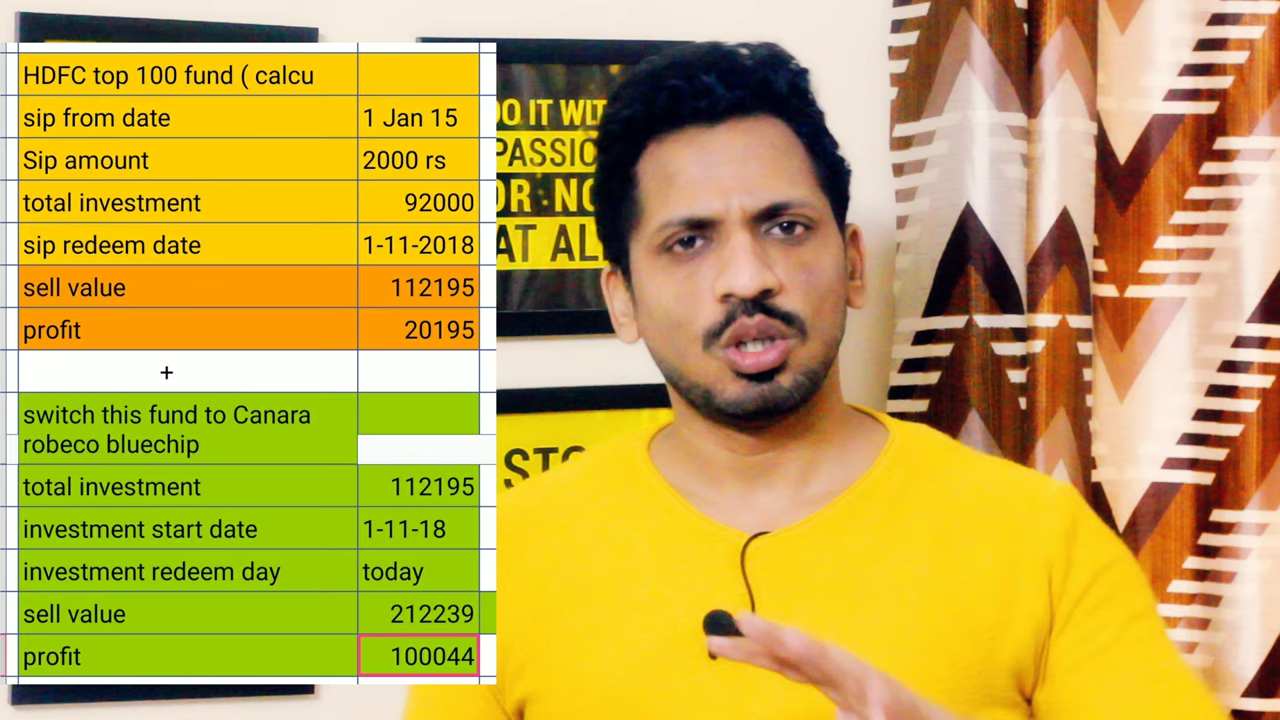 HDFC top 100 fund ( calcu
sip from date 1 Jan 15
Sip amount 2000 rs
total investment 92000
sip redeem date 1-11-2018
sell value 112195
profit 20195
+
switch this fund to Canara
robeco bluechip
total investment 112195
investment start date 1-11-18
investment redeem day today
sell value 212239
profit 100044
DO IT WIT
PASSIO
OR NO
AT AL
STO